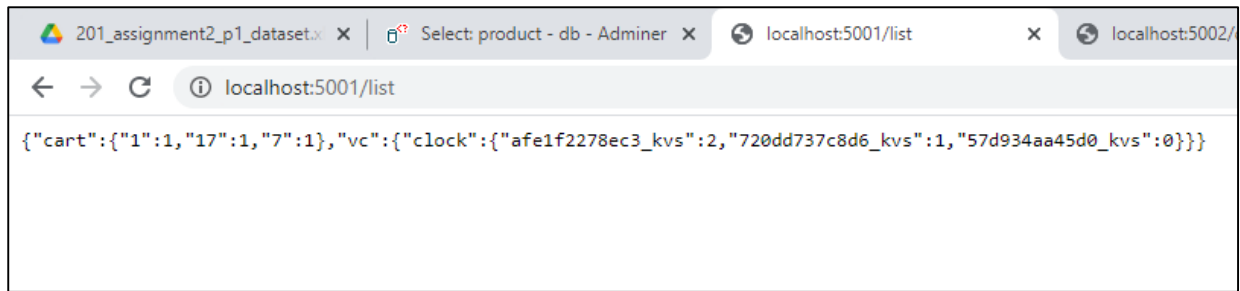 201_assignment2_p1_dataset.x
Select: product - db - Adminer
localhost:5001/list
localhost:5002/
localhost:5001/list
{"cart":{"1":1,"17":1,"7":1},"vc":{"clock":{"afe1f2278ec3_kvs":2,"720dd737c8d6_kvs":1,"57d934aa45d0_kvs":0}}}